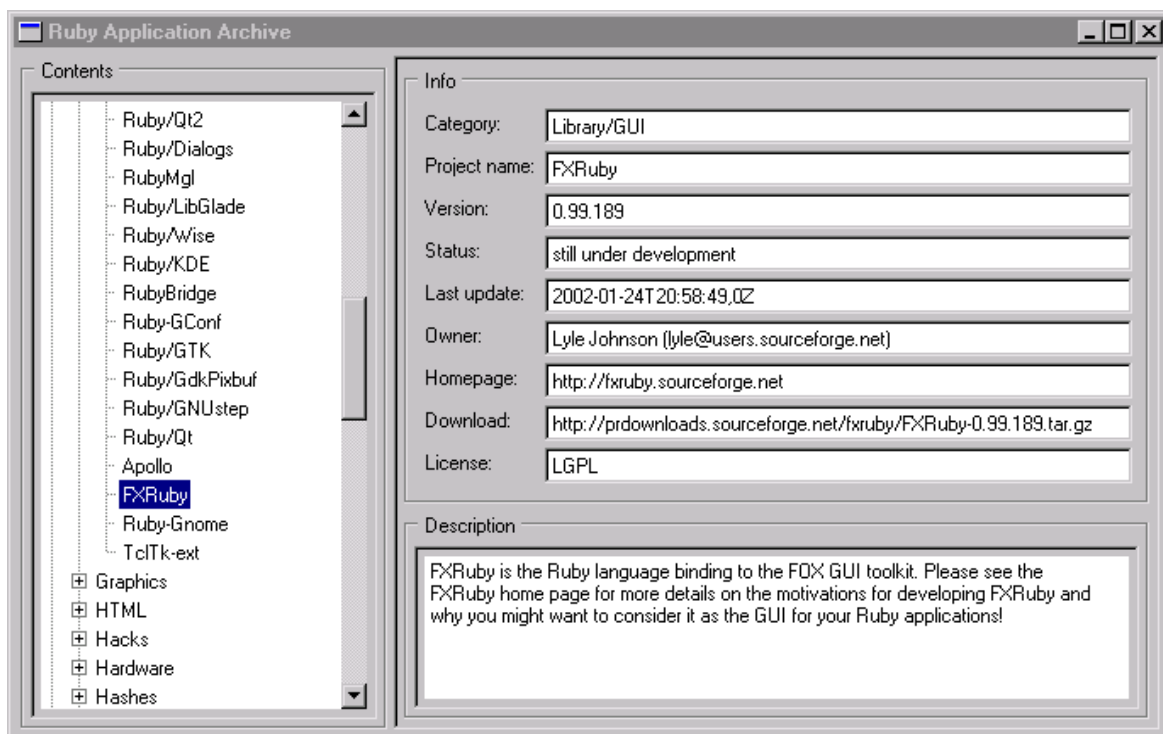 Ruby Application Archive
Contents
Ruby/Qt2
Ruby/Dialogs
RubyMgl
Ruby/LibGlade
Ruby/Wise
Ruby/KDE
RubyBridge
Ruby-GConf
Ruby/GTK
Ruby/GdkPixbuf
Ruby/GNUstep
Ruby/Qt
Apollo
FXRuby
Ruby-Gnome
TclTk-ext
Graphics
HTML
Hacks
Hardware
Hashes
Info
Category: Library/GUI
Project name: FXRuby
Version: 0.99.189
Status: still under development
Last update: 2002-01-24T20:58:49,0Z
Owner: Lyle Johnson (lyle@users.sourceforge.net)
Homepage: http://fxruby.sourceforge.net
Download: http://prdownloads.sourceforge.net/fxruby/FXRuby-0.99.189.tar.gz
License: LGPL
Description
FXRuby is the Ruby language binding to the FOX GUI toolkit. Please see the
FXRuby home page for more details on the motivations for developing FXRuby and
why you might want to consider it as the GUI for your Ruby applications!